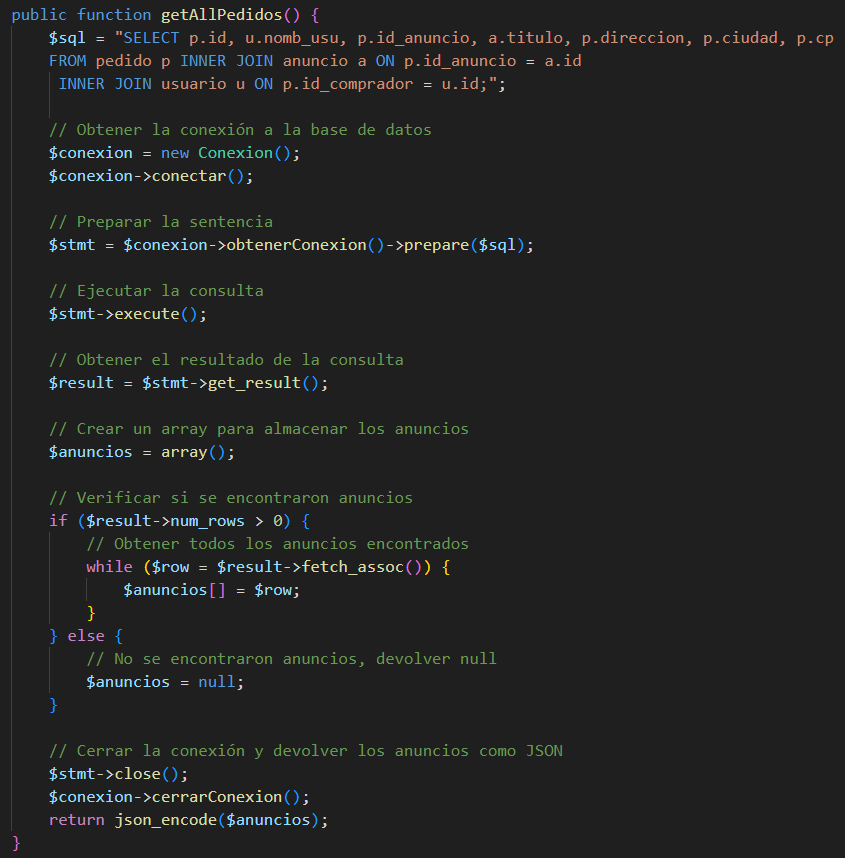 public function getAllPedidos() {
$sql = "SELECT p.id, u.nomb_usu, p.id_anuncio, a.titulo, p.direccion, p.ciudad, p.cp
FROM pedido p INNER JOIN anuncio a ON p.id_anuncio = a.id
INNER JOIN usuario u ON p.id_comprador = u.id;";
// Obtener la conexión a la base de datos
$conexion = new Conexion();
$conexion->conectar();
// Preparar la sentencia
$stmt = $conexion->obtenerConexion()->prepare($sql);
// Ejecutar la consulta
$stmt->execute();
// Obtener el resultado de la consulta
$result = $stmt->get_result();
// Crear un array para almacenar los anuncios
$anuncios = array();
// Verificar si se encontraron anuncios
if ($result->num_rows > 0) {
// Obtener todos los anuncios encontrados
while ($row = $result->fetch_assoc()) {
$anuncios[] = $row;
}
} else {
// No se encontraron anuncios, devolver null
$anuncios = null;
}
// Cerrar la conexión y devolver los anuncios como JSON
$stmt->close();
$conexion->cerrarConexion();
return json_encode($anuncios);
}